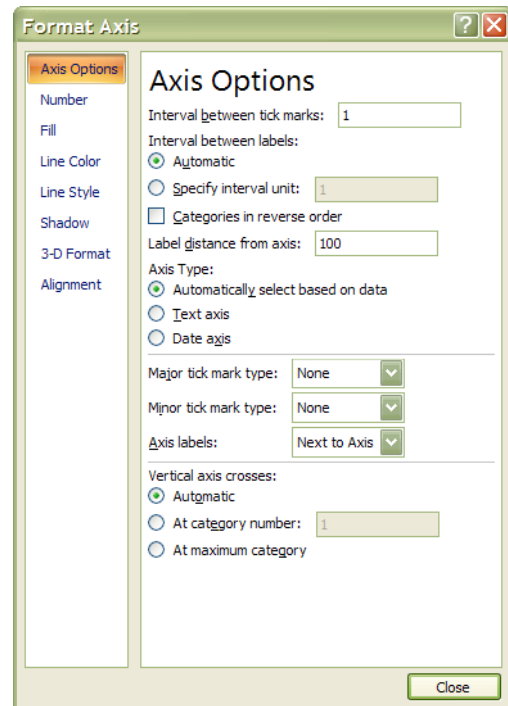 Format Axis
Axis Options
Number
Fill
Line Color
Line Style
Shadow
3-D Format
Alignment
Axis Options
Interval between tick marks: 1
Interval between labels:
Automatic
Specify interval unit: 1
Categories in reverse order
Label distance from axis: 100
Axis Type:
Automatically select based on data
Text axis
Date axis
Major tick mark type: None
Minor tick mark type: None
Axis labels: Next to Axis
Vertical axis crosses:
Automatic
At category number: 1
At maximum category
Close